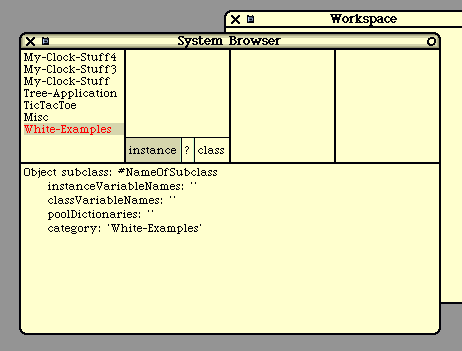 Workspace
System Browser
My-Clock-Stuff4
My-Clock-Stuff3
My-Clock-Stuff
Tree-Application
TicTacToe
Misc
White-Examples
instance ? class
Object subclass: #NameOfSubclass
instanceVariableNames: ''
classVariableNames: ''
poolDictionaries: ''
category: 'White-Examples'